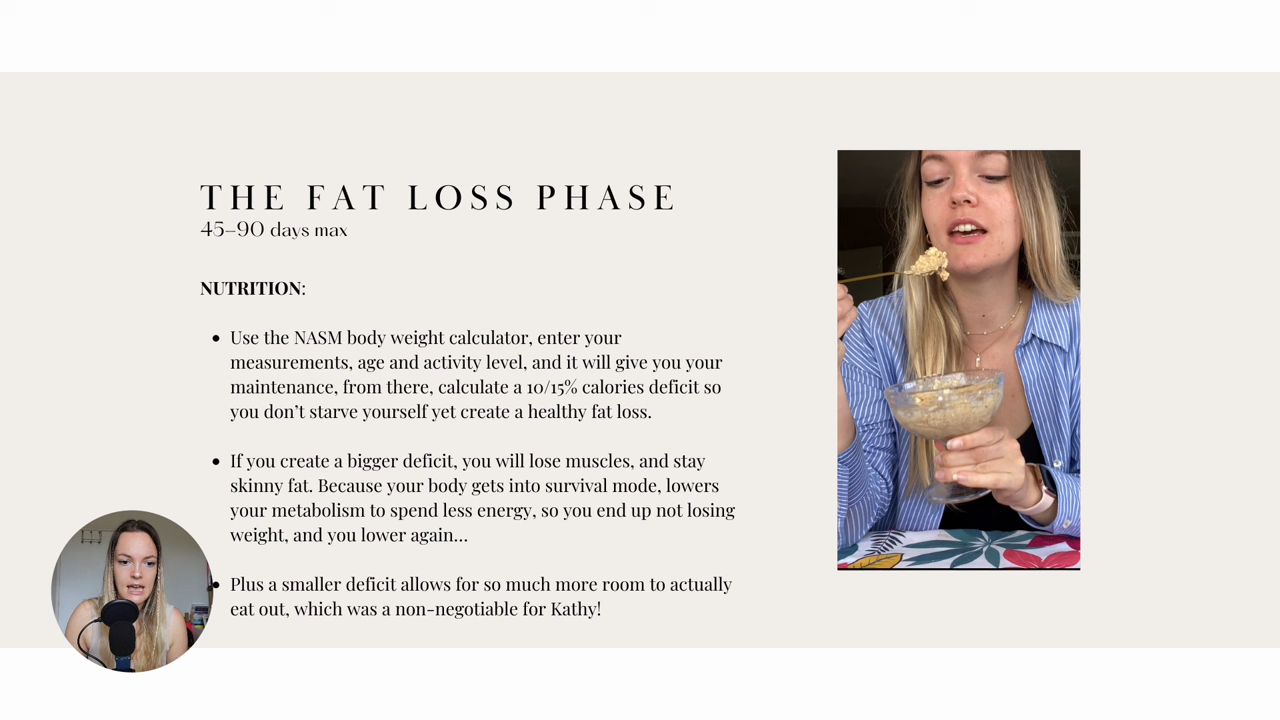 THE FAT LOSS PHASE
45–90 days max
NUTRITION:
• Use the NASM body weight calculator, enter your
measurements, age and activity level, and it will give you your
maintenance, from there, calculate a 10/15% calories deficit so
you don’t starve yourself yet create a healthy fat loss.
• If you create a bigger deficit, you will lose muscles, and stay
skinny fat. Because your body gets into survival mode, lowers
your metabolism to spend less energy, so you end up not losing
weight, and you lower again...
• Plus a smaller deficit allows for so much more room to actually
eat out, which was a non-negotiable for Kathy!